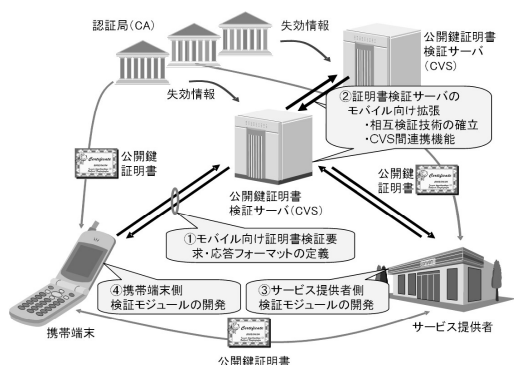 認証局(CA)
失効情報
公開鍵証明書
検証サーバ
(CVS)
失効情報
②証明書検証サーバの
モバイル向け拡張
・相互検証技術の確立
・CVS間連携機能
Certificate
公開鍵
証明書
公開鍵証明書
検証サーバ(CVS)
公開鍵
証明書
Certificate
①モバイル向け証明書検証要
求・応答フォーマットの定義
④携帯端末側
検証モジュールの開発
③サービス提供者側
検証モジュールの開発
携帯端末
Certificate
サービス提供者
公開鍵証明書